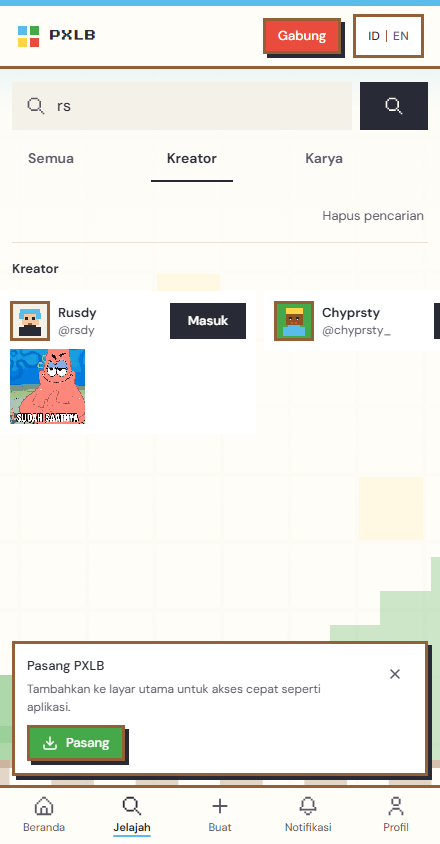 PXLB
Gabung
ID | EN
rs
Semua
Kreator
Karya
Hapus pencarian
Kreator
Rusdy
@rsdy
Masuk
Chyprsty
@chyprsty_
SUDAH SAATNYA
Pasang PXLB
Tambahkan ke layar utama untuk akses cepat seperti
aplikasi.
Pasang
Beranda
Jelajah
Buat
Notifikasi
Profil